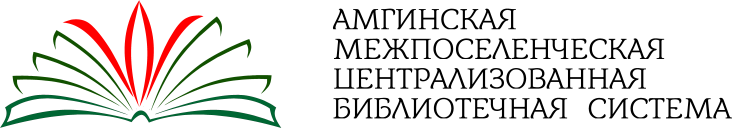 АМГИНСКАЯ
МЕЖПОСЕЛЕНЧЕСКАЯ
ЦЕНТРАЛИЗОВАННАЯ
БИБЛИОТЕЧНАЯ СИСТЕМА